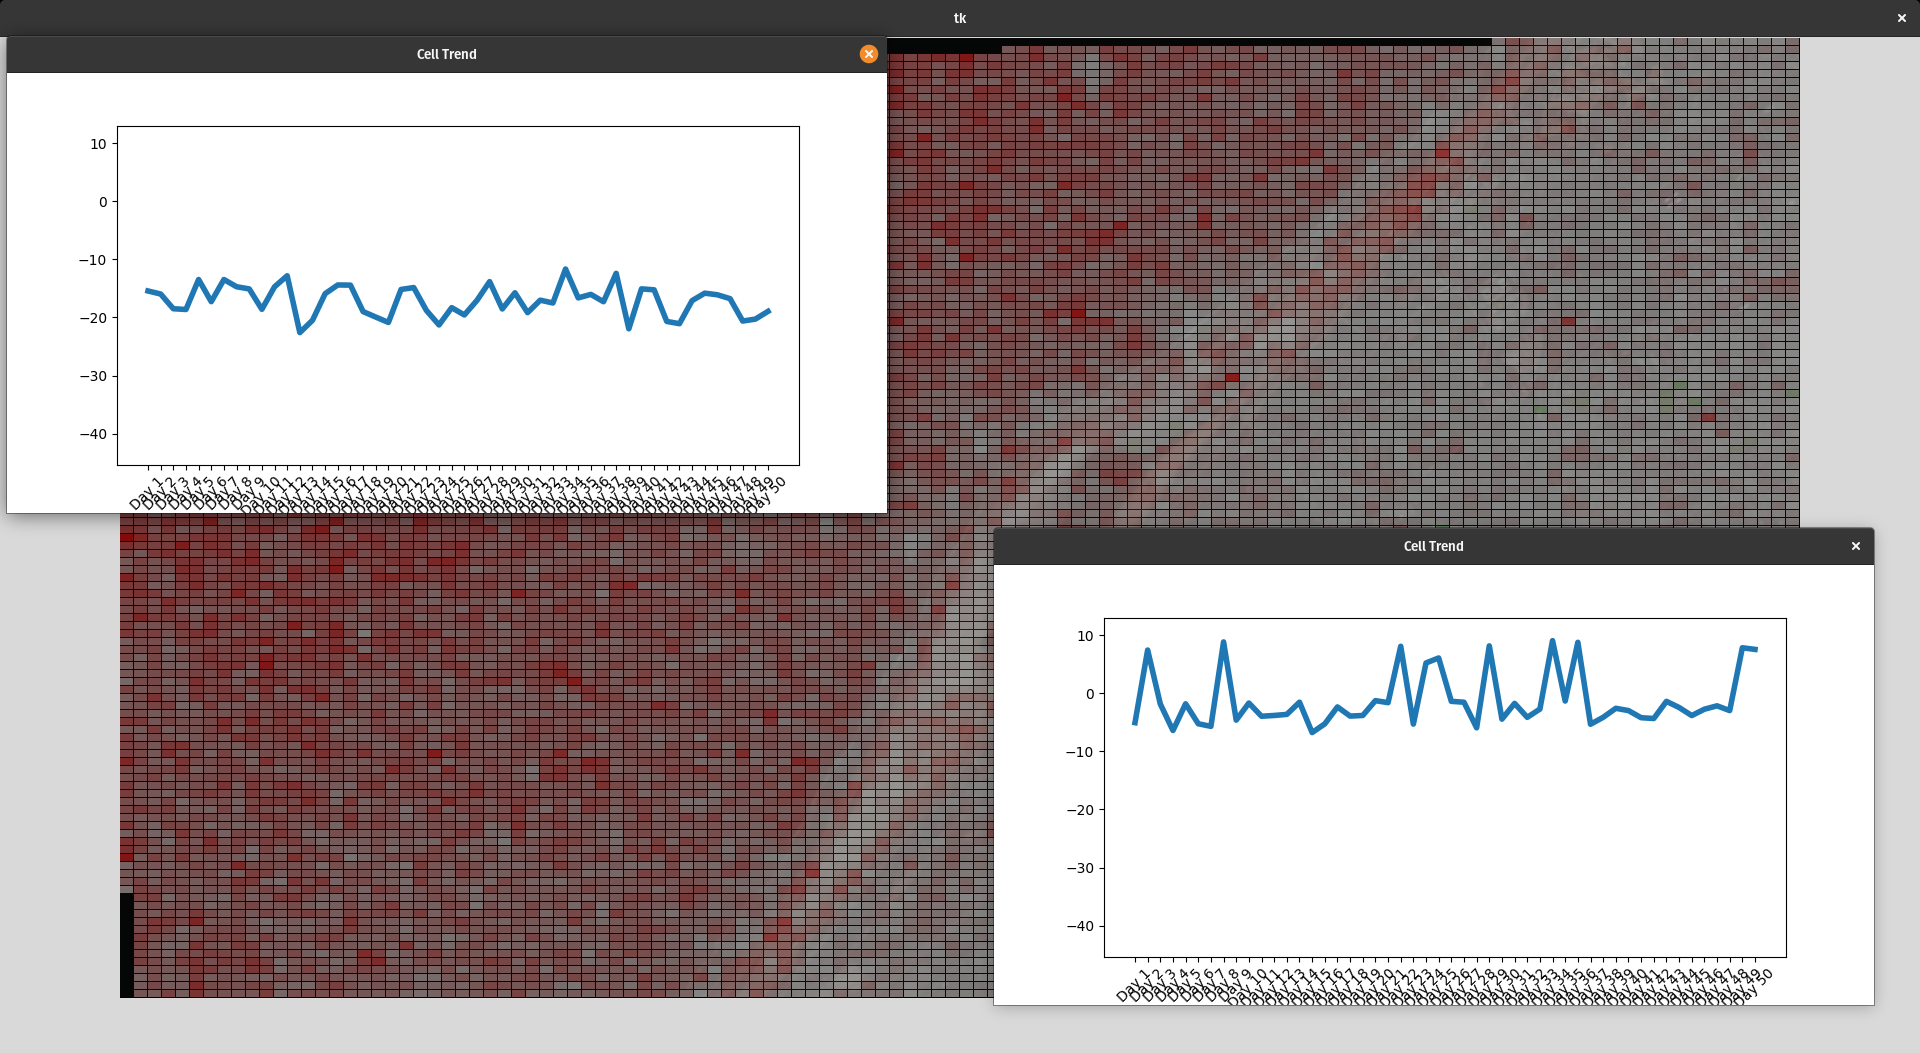 tk
Cell Trend
10
0
−10
−20
−30
−40
Day 1
Day 2
Day 3
Day 4
Day 5
Day 6
Day 7
Day 8
Day 9
Day 10
Day 11
Day 12
Day 13
Day 14
Day 15
Day 16
Day 17
Day 18
Day 19
Day 20
Day 21
Day 22
Day 23
Day 24
Day 25
Day 26
Day 27
Day 28
Day 29
Day 30
Day 31
Day 32
Day 33
Day 34
Day 35
Day 36
Day 37
Day 38
Day 39
Day 40
Day 41
Day 42
Day 43
Day 44
Day 45
Day 46
Day 47
Day 48
Day 49
Day 50
Cell Trend
10
0
−10
−20
−30
−40
Day 1
Day 2
Day 3
Day 4
Day 5
Day 6
Day 7
Day 8
Day 9
Day 10
Day 11
Day 12
Day 13
Day 14
Day 15
Day 16
Day 17
Day 18
Day 19
Day 20
Day 21
Day 22
Day 23
Day 24
Day 25
Day 26
Day 27
Day 28
Day 29
Day 30
Day 31
Day 32
Day 33
Day 34
Day 35
Day 36
Day 37
Day 38
Day 39
Day 40
Day 41
Day 42
Day 43
Day 44
Day 45
Day 46
Day 47
Day 48
Day 49
Day 50